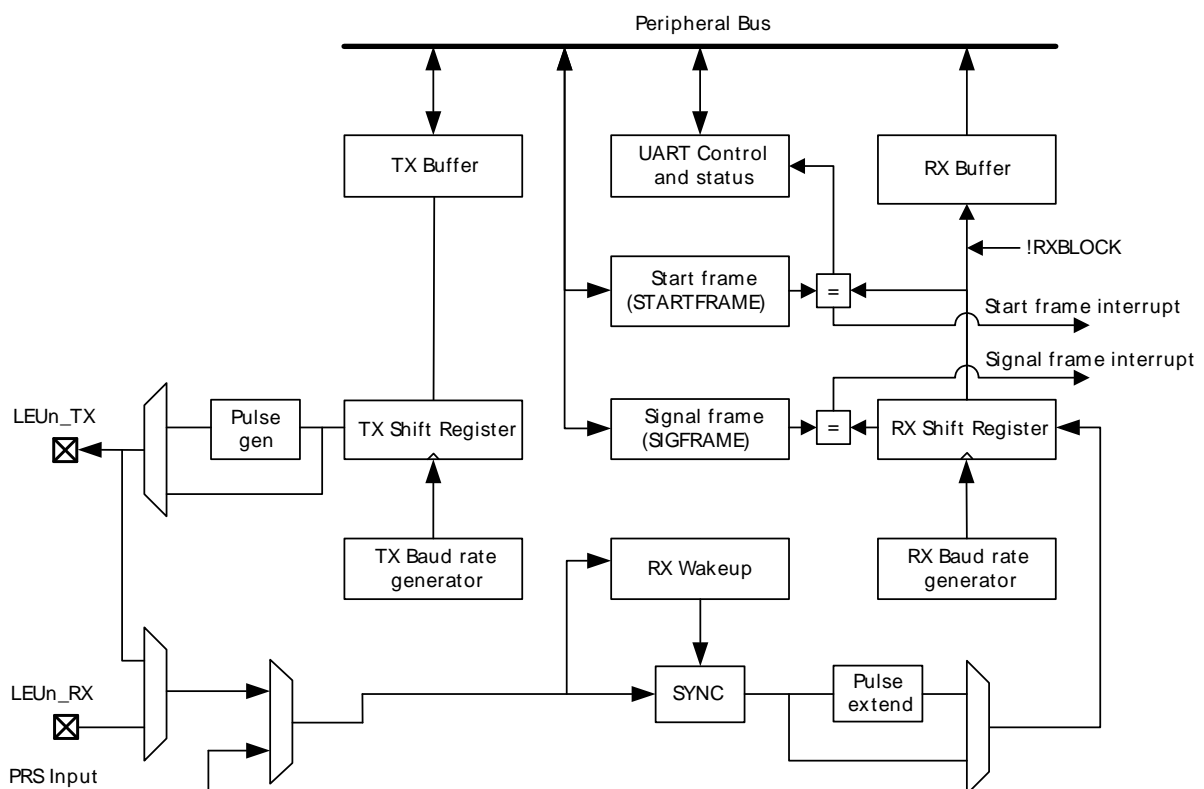 Peripheral Bus
TX Buffer
UART Control
and status
RX Buffer
!RXBLOCK
Start frame
(STARTFRAME)
=
Start frame interrupt
Signal frame interrupt
LEUn_TX
Pulse
gen
TX Shift Register
Signal frame
(SIGFRAME)
=
RX Shift Register
TX Baud rate
generator
RX Wakeup
RX Baud rate
generator
LEUn_RX
SYNC
Pulse
extend
PRS Input